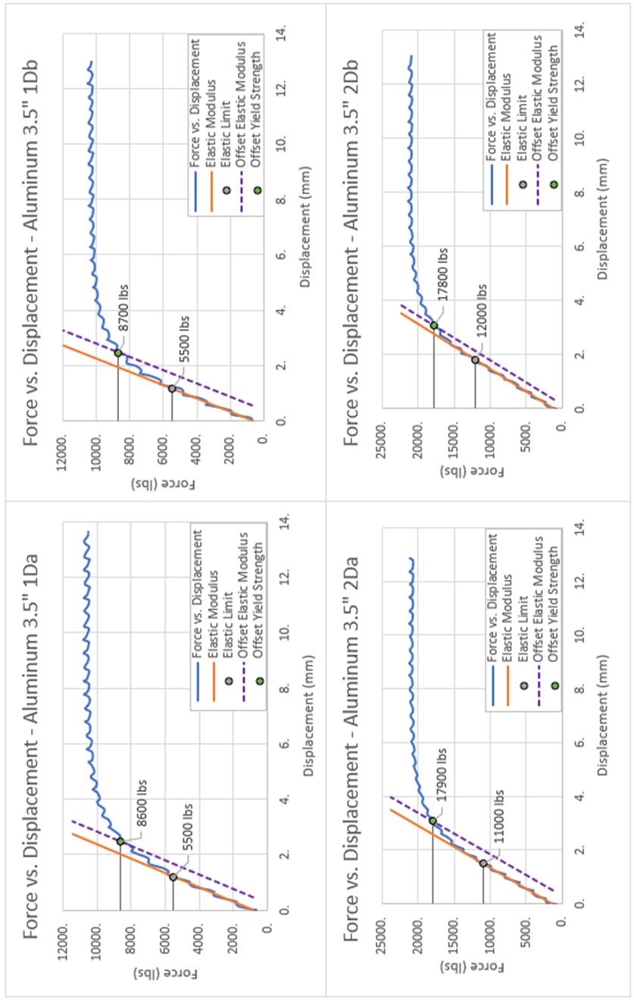 Force vs. Displacement - Aluminum 3.5" 1Da
12000.
10000.
8000.
6000.
4000.
2000.
0.
Force (lbs)
8600 lbs
5500 lbs
Force vs. Displacement
Elastic Modulus
Elastic Limit
Offset Elastic Modulus
Offset Yield Strength
0. 2. 4. 6. 8. 10. 12. 14.
Displacement (mm)
Force vs. Displacement - Aluminum 3.5" 1Db
12000.
10000.
8000.
6000.
4000.
2000.
0.
Force (lbs)
8700 lbs
5500 lbs
Force vs. Displacement
Elastic Modulus
Elastic Limit
Offset Elastic Modulus
Offset Yield Strength
0. 2. 4. 6. 8. 10. 12. 14.
Displacement (mm)
Force vs. Displacement - Aluminum 3.5" 2Da
25000.
20000.
15000.
10000.
5000.
0.
Force (lbs)
17900 lbs
11000 lbs
Force vs. Displacement
Elastic Modulus
Elastic Limit
Offset Elastic Modulus
Offset Yield Strength
0. 2. 4. 6. 8. 10. 12. 14.
Displacement (mm)
Force vs. Displacement - Aluminum 3.5" 2Db
25000.
20000.
15000.
10000.
5000.
0.
Force (lbs)
17800 lbs
12000 lbs
Force vs. Displacement
Elastic Modulus
Elastic Limit
Offset Elastic Modulus
Offset Yield Strength
0. 2. 4. 6. 8. 10. 12. 14.
Displacement (mm)